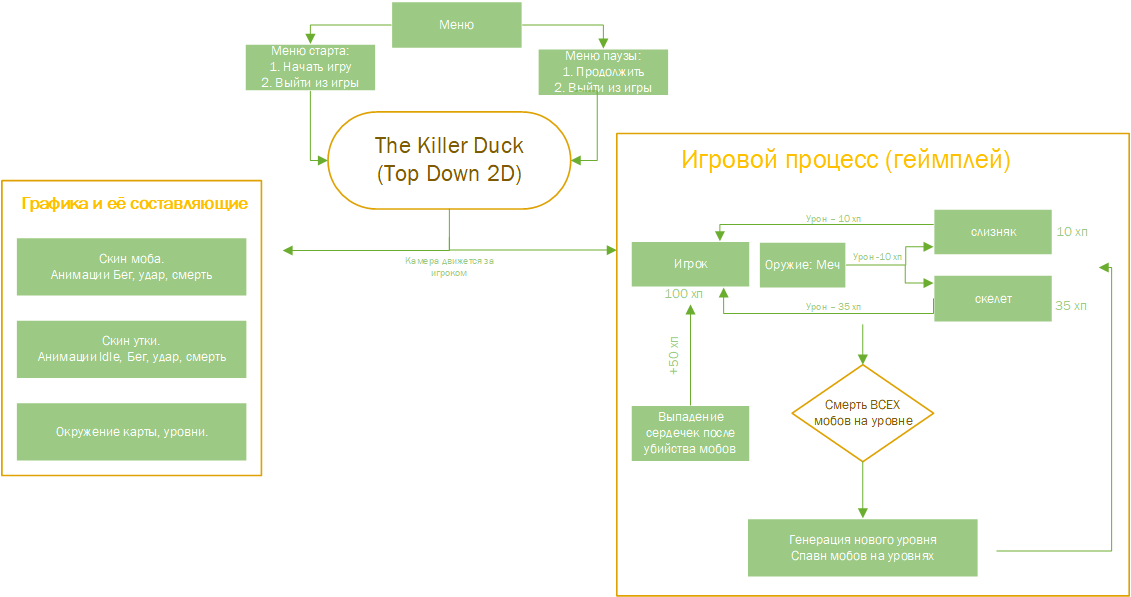 Меню
Меню старта:
1. Начать игру
2. Выйти из игры
Меню паузы:
1. Продолжить
2. Выйти из игры
The Killer Duck
(Top Down 2D)
Камера движется за
игроком
Графика и её составляющие
Скин моба.
Анимации Бег, удар, смерть
Скин утки.
Анимации Idle, Бег, удар, смерть
Окружение карты, уровни.
Игровой процесс (геймплей)
Урон – 10 хп
слизняк
10 хп
Игрок
100 хп
Оружие: Меч
Урон -10 хп
скелет
35 хп
Урон – 35 хп
+50 хп
Выпадение
сердечек после
убийства мобов
Смерть ВСЕХ
мобов на уровне
Генерация нового уровня
Спавн мобов на уровнях